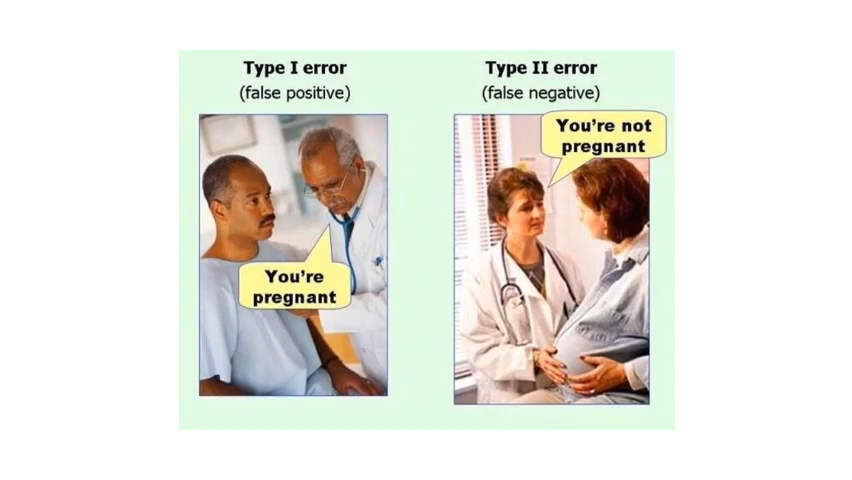 Type I error
(false positive)
You're
pregnant
Type II error
(false negative)
You're not
pregnant